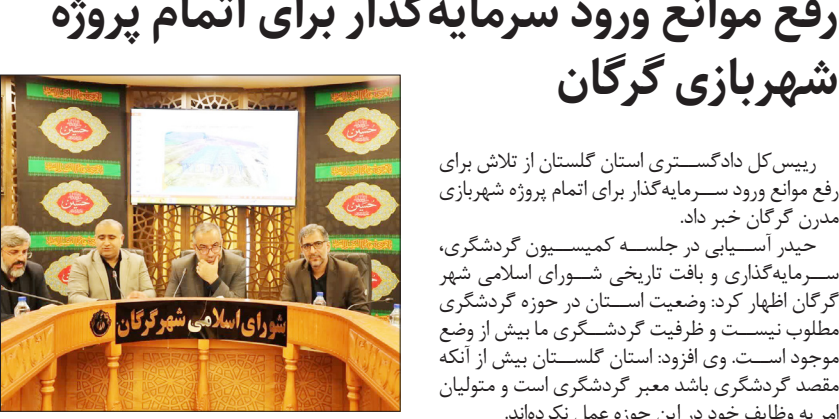 رفع موانع ورود سرمایه‌گذار برای اتمام پروژه
شهربازی گرگان
رییس‌کل دادگستری استان گلستان از تلاش برای
رفع موانع ورود سرمایه‌گذار برای اتمام پروژه شهربازی
مدرن گرگان خبر داد.
حیدر آسیابی در جلسه کمیسیون گردشگری،
سرمایه‌گذاری و بافت تاریخی شورای اسلامی شهر
گرگان اظهار کرد: وضعیت استان در حوزه گردشگری
مطلوب نیست و ظرفیت گردشگری ما بیش از وضع
موجود است. وی افزود: استان گلستان بیش از آنکه
مقصد گردشگری باشد معبر گردشگری است و متولیان
امر به وظایف خود در این حوزه عمل نکرده‌اند.
حسین
حسین
حسین
حسین
شورای اسلامی شهر گرگان